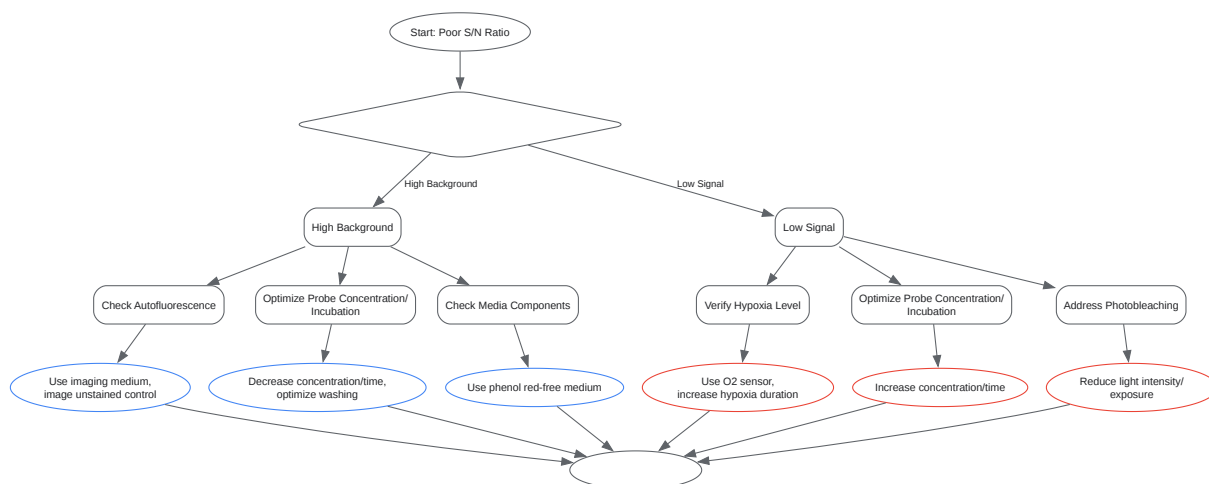 Start: Poor S/N Ratio
High Background
Low Signal
High Background
Low Signal
Check Autofluorescence
Optimize Probe Concentration/
Incubation
Check Media Components
Verify Hypoxia Level
Optimize Probe Concentration/
Incubation
Address Photobleaching
Use imaging medium,
image unstained control
Decrease concentration/time,
optimize washing
Use phenol red-free medium
Use O2 sensor,
increase hypoxia duration
Increase concentration/time
Reduce light intensity/
exposure